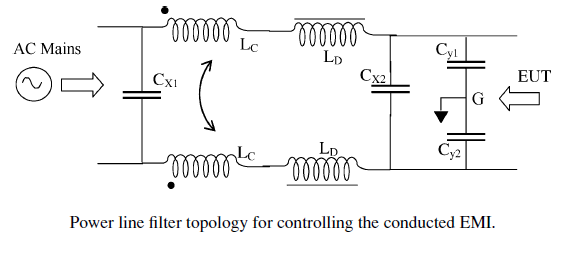 AC Mains
L_C
L_D
C_y1
C_X1
C_X2
EUT
G
L_C
L_D
C_y2
Power line filter topology for controlling the conducted EMI.